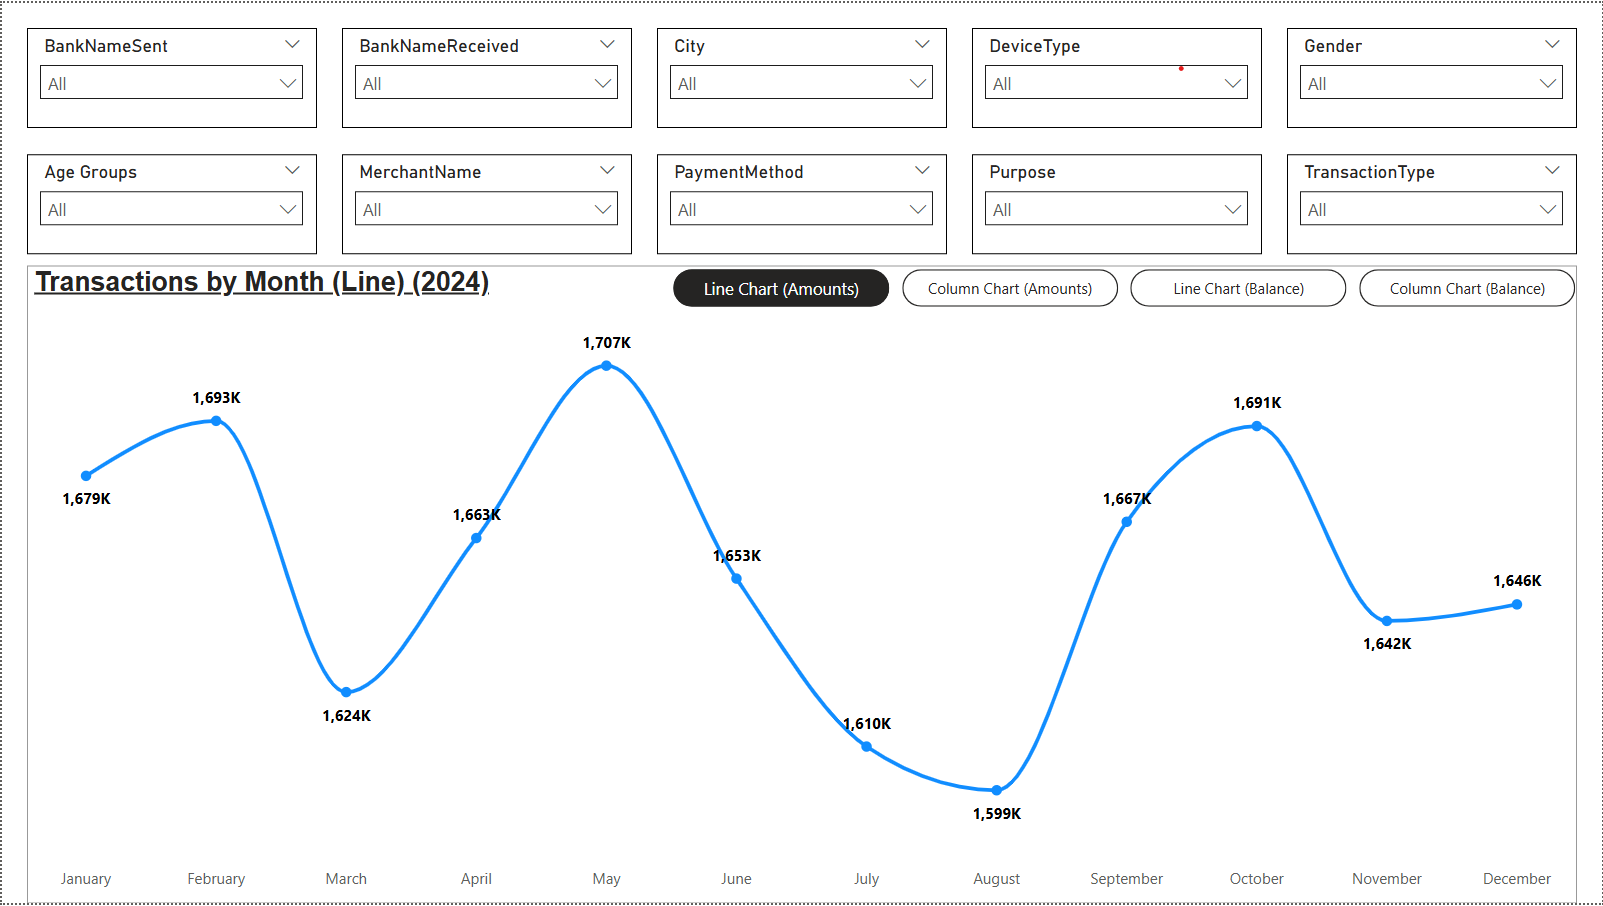 BankNameSent
All
BankNameReceived
All
City
All
DeviceType
All
Gender
All
Age Groups
All
MerchantName
All
PaymentMethod
All
Purpose
All
TransactionType
All
Transactions by Month (Line) (2024)
Line Chart (Amounts)
Column Chart (Amounts)
Line Chart (Balance)
Column Chart (Balance)
1,679K
1,693K
1,624K
1,663K
1,707K
1,653K
1,610K
1,599K
1,667K
1,691K
1,642K
1,646K
January
February
March
April
May
June
July
August
September
October
November
December